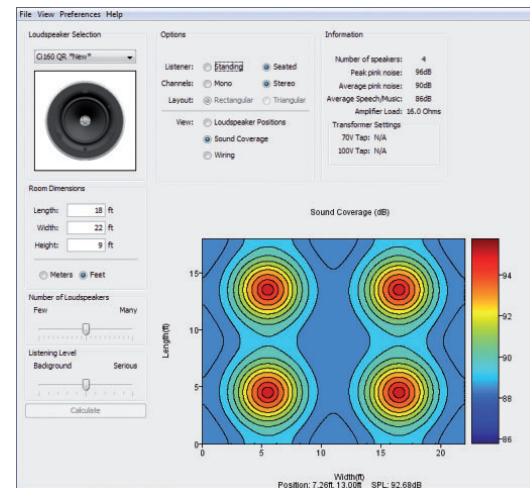 File View Preferences Help
Loudspeaker Selection
Ci160 QR "New"
Room Dimensions
Length: 18 ft
Width: 22 ft
Height: 9 ft
Meters Feet
Number of Loudspeakers
Few Many
Listening Level
Background Serious
Calculate
Options
Listener: Standing Seated
Channels: Mono Stereo
Layout: Rectangular Triangular
View: Loudspeaker Positions
Sound Coverage
Wiring
Information
Number of speakers: 4
Peak pink noise: 96dB
Average pink noise: 90dB
Average Speech/Music: 86dB
Amplifier Load: 16.0 Ohms
Transformer Settings
70V Tap: N/A
100V Tap: N/A
Sound Coverage (dB)
Length(ft)
15
10
5
0
0 5 10 15 20
Width(ft)
Position: 7.26ft, 13.00ft SPL: 92.68dB
94
92
90
88
86